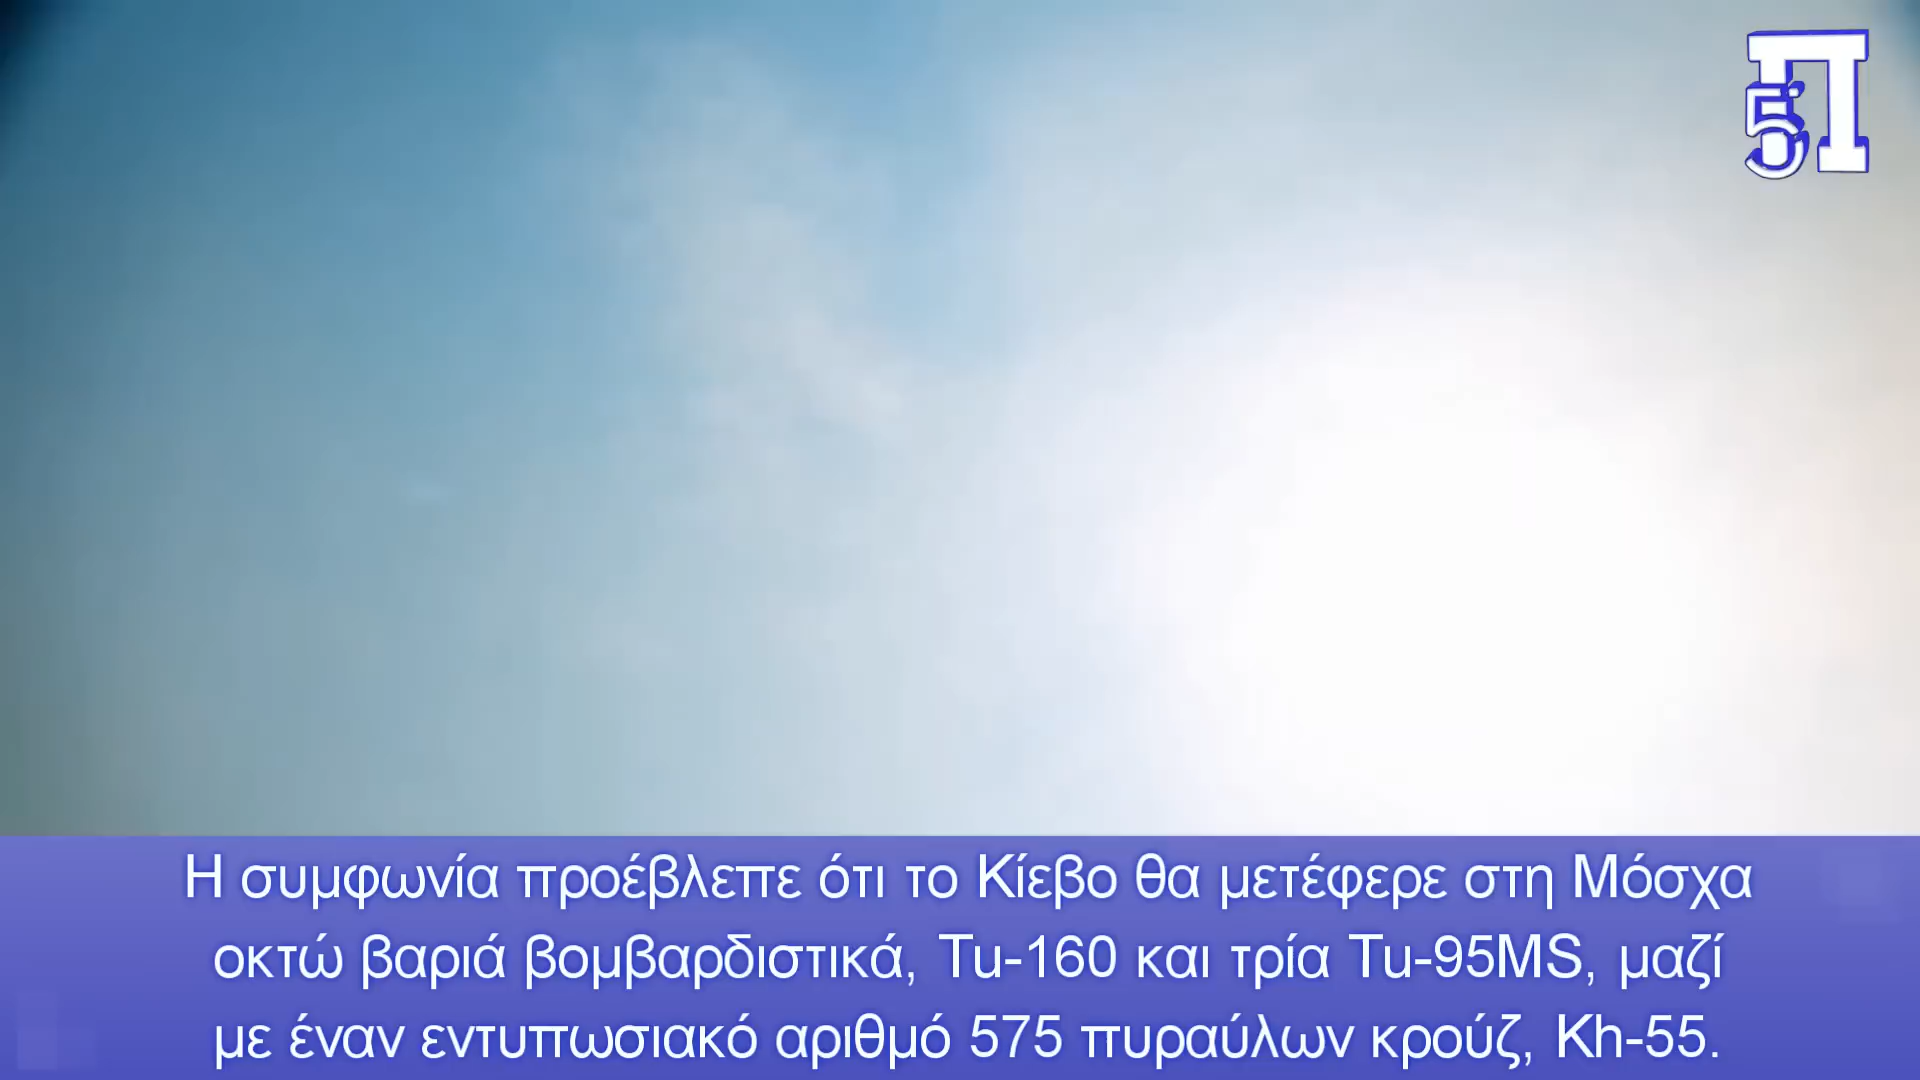 5Π
Η συμφωνία προέβλεπε ότι το Κίεβο θα μετέφερε στη Μόσχα
οκτώ βαριά βομβαρδιστικά, Tu-160 και τρία Tu-95MS, μαζί
με έναν εντυπωσιακό αριθμό 575 πυραύλων κρούζ, Kh-55.